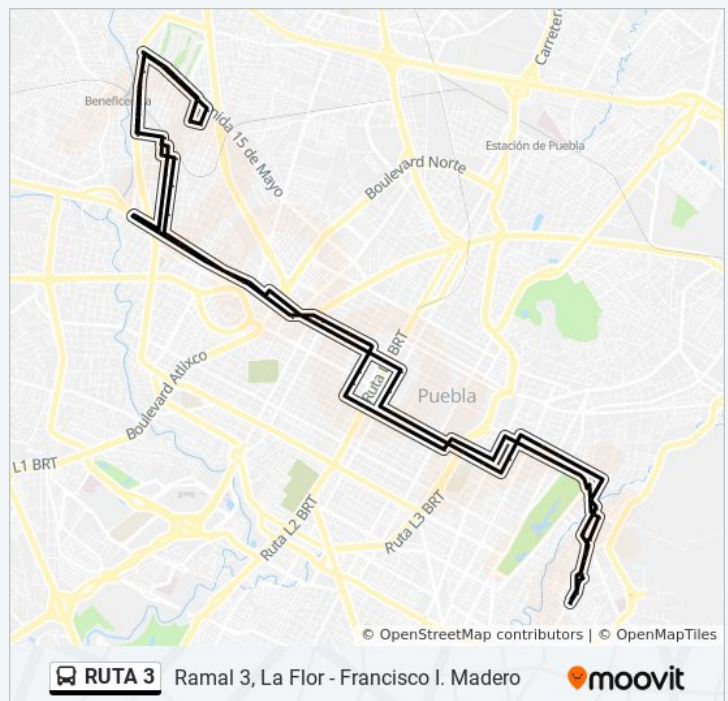 Carretera
Beneficencia
Avenida 15 de Mayo
Estación de Puebla
Boulevard Norte
Boulevard Atlixco
Ruta L2 BRT
Puebla
L1 BRT
Ruta L2 BRT
Ruta L3 BRT
© OpenStreetMap contributors | © OpenMapTiles
RUTA 3
Ramal 3, La Flor - Francisco I. Madero
moovit